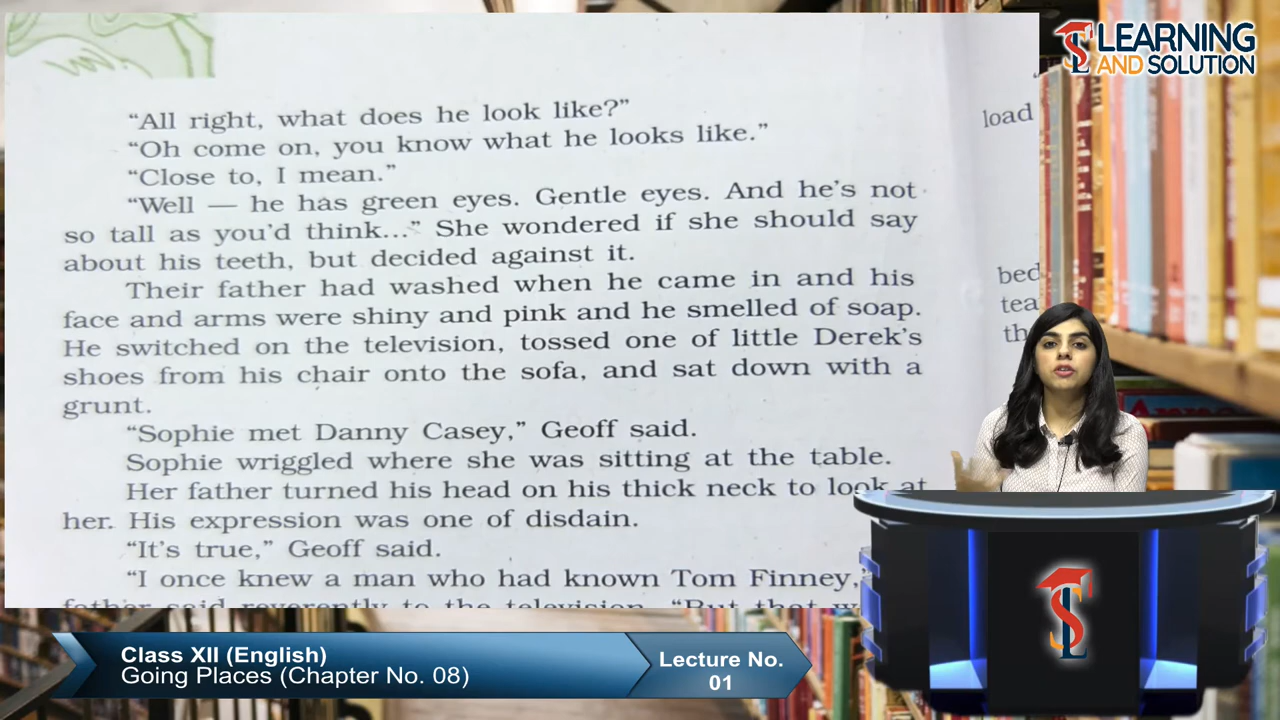 LEARNING
AND SOLUTION
“All right, what does he look like?”
“Oh come on, you know what he looks like.”
“Close to, I mean.”
“Well — he has green eyes. Gentle eyes. And he’s not
so tall as you’d think...” She wondered if she should say
about his teeth, but decided against it.
Their father had washed when he came in and his
face and arms were shiny and pink and he smelled of soap.
He switched on the television, tossed one of little Derek’s
shoes from his chair onto the sofa, and sat down with a
grunt.
“Sophie met Danny Casey,” Geoff said.
Sophie wriggled where she was sitting at the table.
Her father turned his head on his thick neck to look at
her. His expression was one of disdain.
“It’s true,” Geoff said.
“I once knew a man who had known Tom Finney,”
father said reverently to the television. “But that
load
bed
tea
Class XII (English)
Going Places (Chapter No. 08)
Lecture No.
01